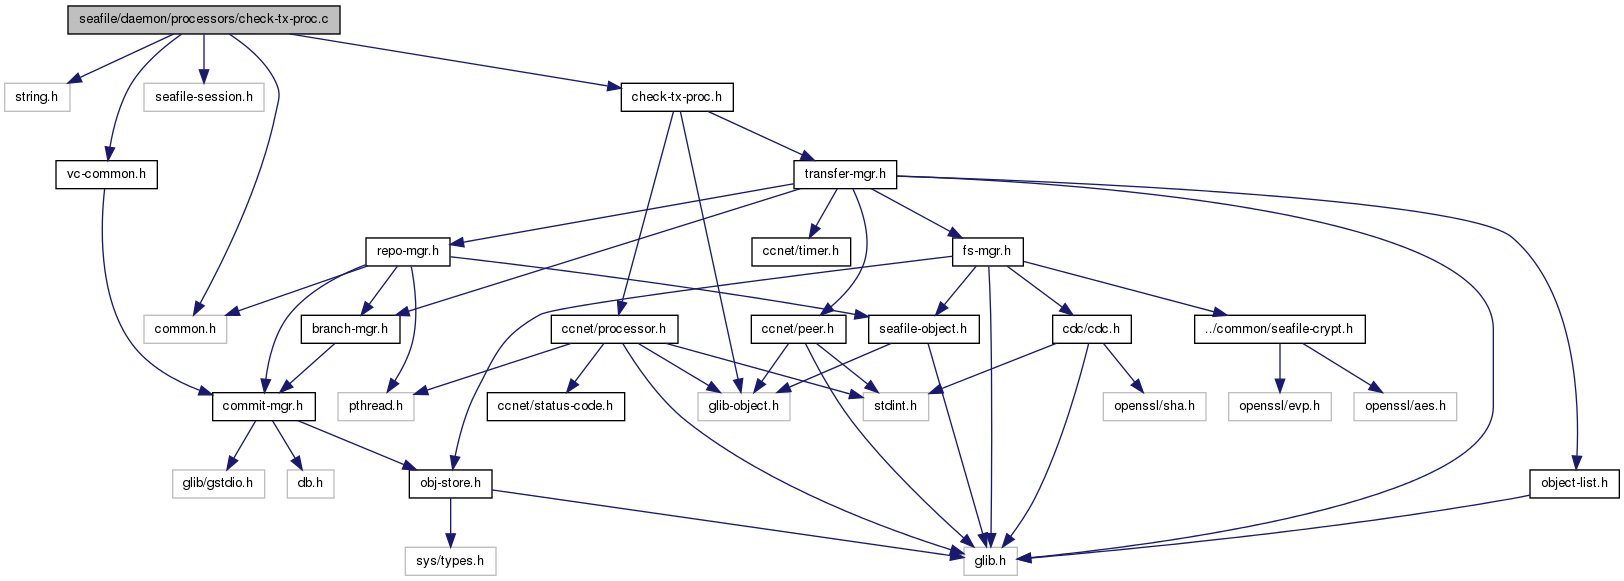 seafile/daemon/processors/check-tx-proc.c
string.h
seafile-session.h
check-tx-proc.h
vc-common.h
transfer-mgr.h
repo-mgr.h
ccnet/timer.h
fs-mgr.h
common.h
branch-mgr.h
ccnet/processor.h
ccnet/peer.h
seafile-object.h
cdc/cdc.h
../common/seafile-crypt.h
commit-mgr.h
pthread.h
ccnet/status-code.h
glib-object.h
stdint.h
openssl/sha.h
openssl/evp.h
openssl/aes.h
glib/gstdio.h
db.h
obj-store.h
object-list.h
sys/types.h
glib.h